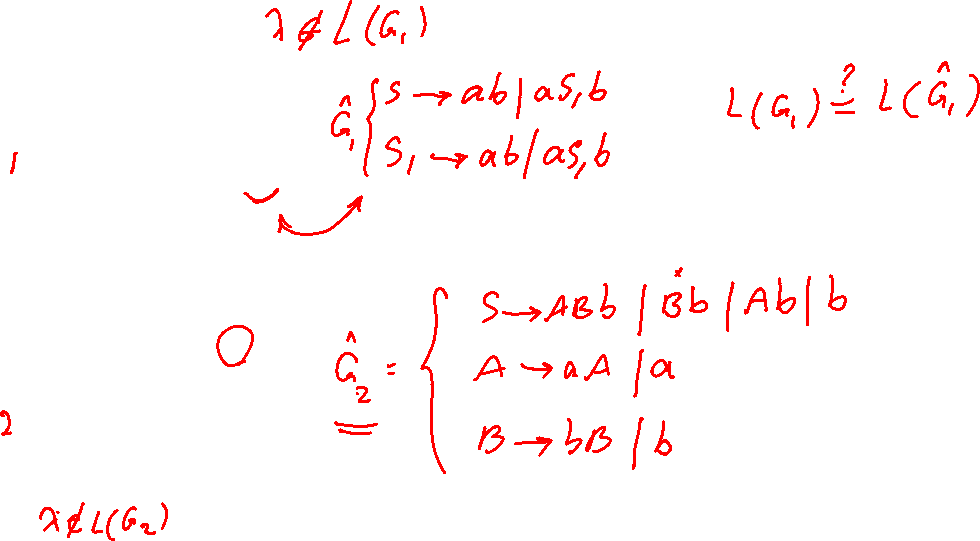 λ ∉ L(G₁)
Ĝ₁ { S → ab | aS₁b
S₁ → ab | aS₁b
L(G₁) ≟ L(Ĝ₁)
1
Ĝ₂ = { S → ABb | Bb | Ab | b
A → aA | a
B → bB | b
2
λ ∉ L(G₂)